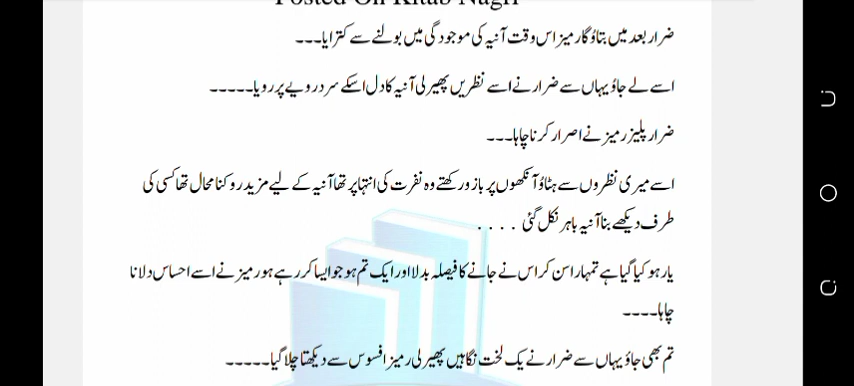 Posted On Kitab Nagri
ضرار بعد میں بتاؤ گا رمیز اس وقت آنیہ کی موجودگی میں بولنے سے کترایا۔۔۔
اسے لے جاؤ یہاں سے ضرار نے اسے نظریں پھیر لی آنیہ کا دل اسکے سرد رویے پر رویا۔۔۔۔۔
ضرار پلیز رمیز نے اصرار کرنا چاہا۔۔۔
اسے میری نظروں سے ہٹاؤ آنکھوں پر بازو رکھتے وہ نفرت کی انتہا پر تھا آنیہ کے لیے مزید روکنا محال تھا کسی کی
طرف دیکھے بنا آنیہ باہر نکل گئی ....
یار ہو کیا گیا ہے تمہارا سن کر اس نے جانے کا فیصلہ بدلا اور ایک تم ہو جو ایسا کر رہے ہو رمیز نے اسے احساس دلانا
چاہا۔۔۔۔
تم بھی جاؤ یہاں سے ضرار نے یک لخت نگاہیں پھیر لی رمیز افسوس سے دیکھتا چلا گیا۔۔۔۔۔